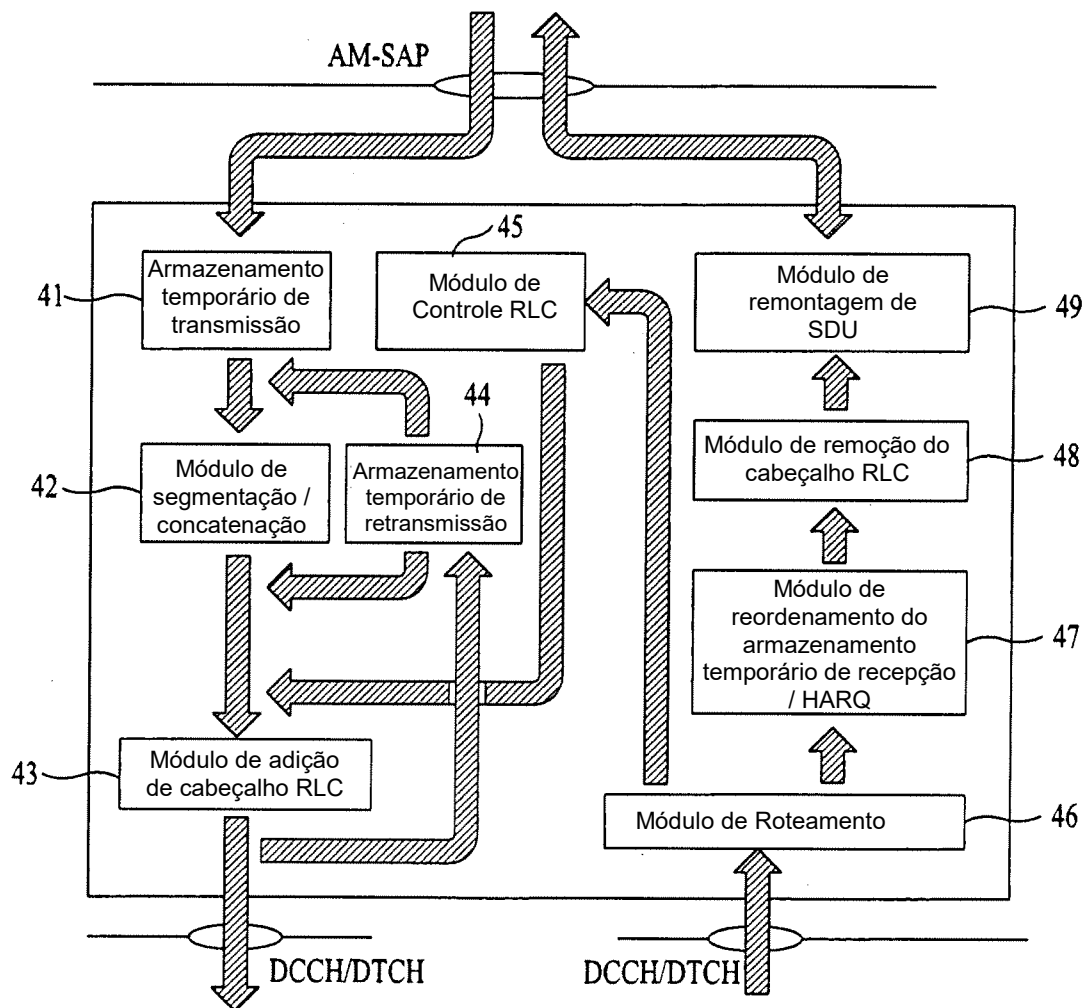 AM-SAP
45
41
Armazenamento
temporário de
transmissão
Módulo de
Controle RLC
Módulo de
remontagem de
SDU
49
44
42
Módulo de
segmentação /
concatenação
Armazenamento
temporário de
retransmissão
Módulo de remoção do
cabeçalho RLC
48
Módulo de
reordenamento do
armazenamento
temporário de recepção
/ HARQ
47
43
Módulo de adição
de cabeçalho RLC
Módulo de Roteamento
46
DCCH/DTCH
DCCH/DTCH